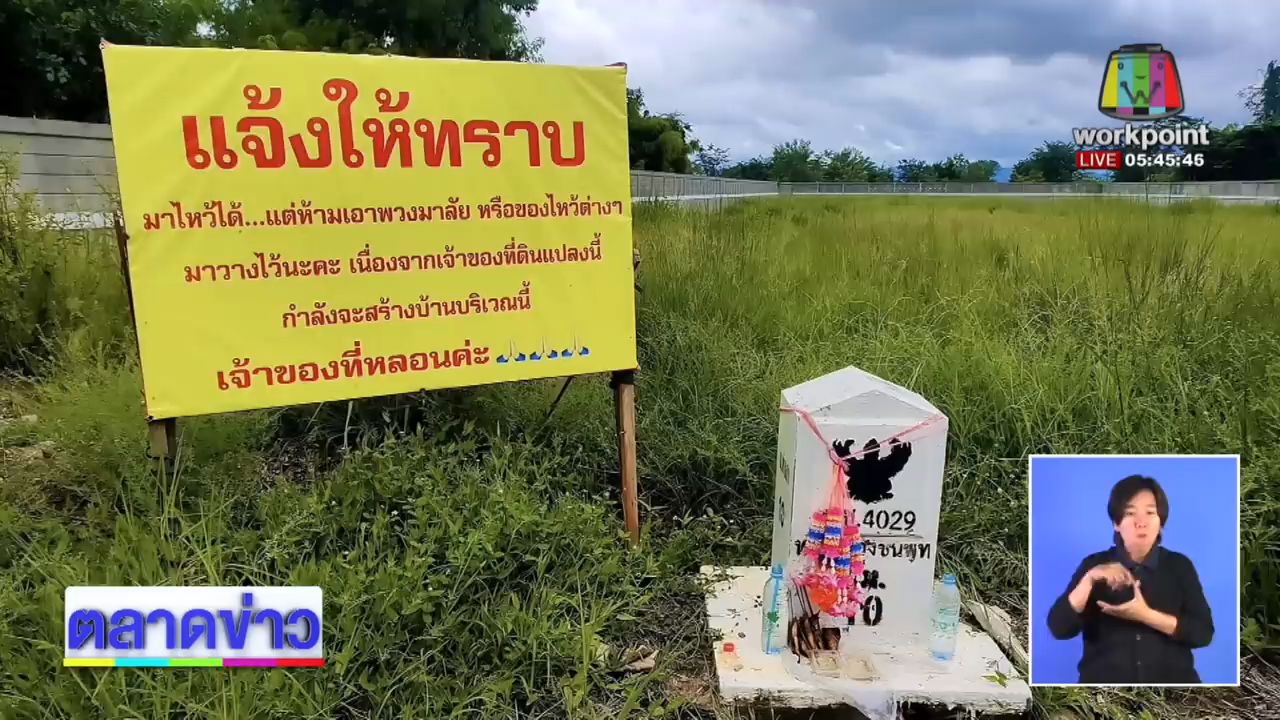 แจ้งให้ทราบ
มาไหว้ได้...แต่ห้ามเอาพวงมาลัย หรือของไหว้ต่างๆ
มาวางไว้นะคะ เนื่องจากเจ้าของที่ดินแปลงนี้
กำลังจะสร้างบ้านบริเวณนี้
เจ้าของที่หลอนค่ะ
workpoint
LIVE 05:45:46
4029
ตลาดข่าว